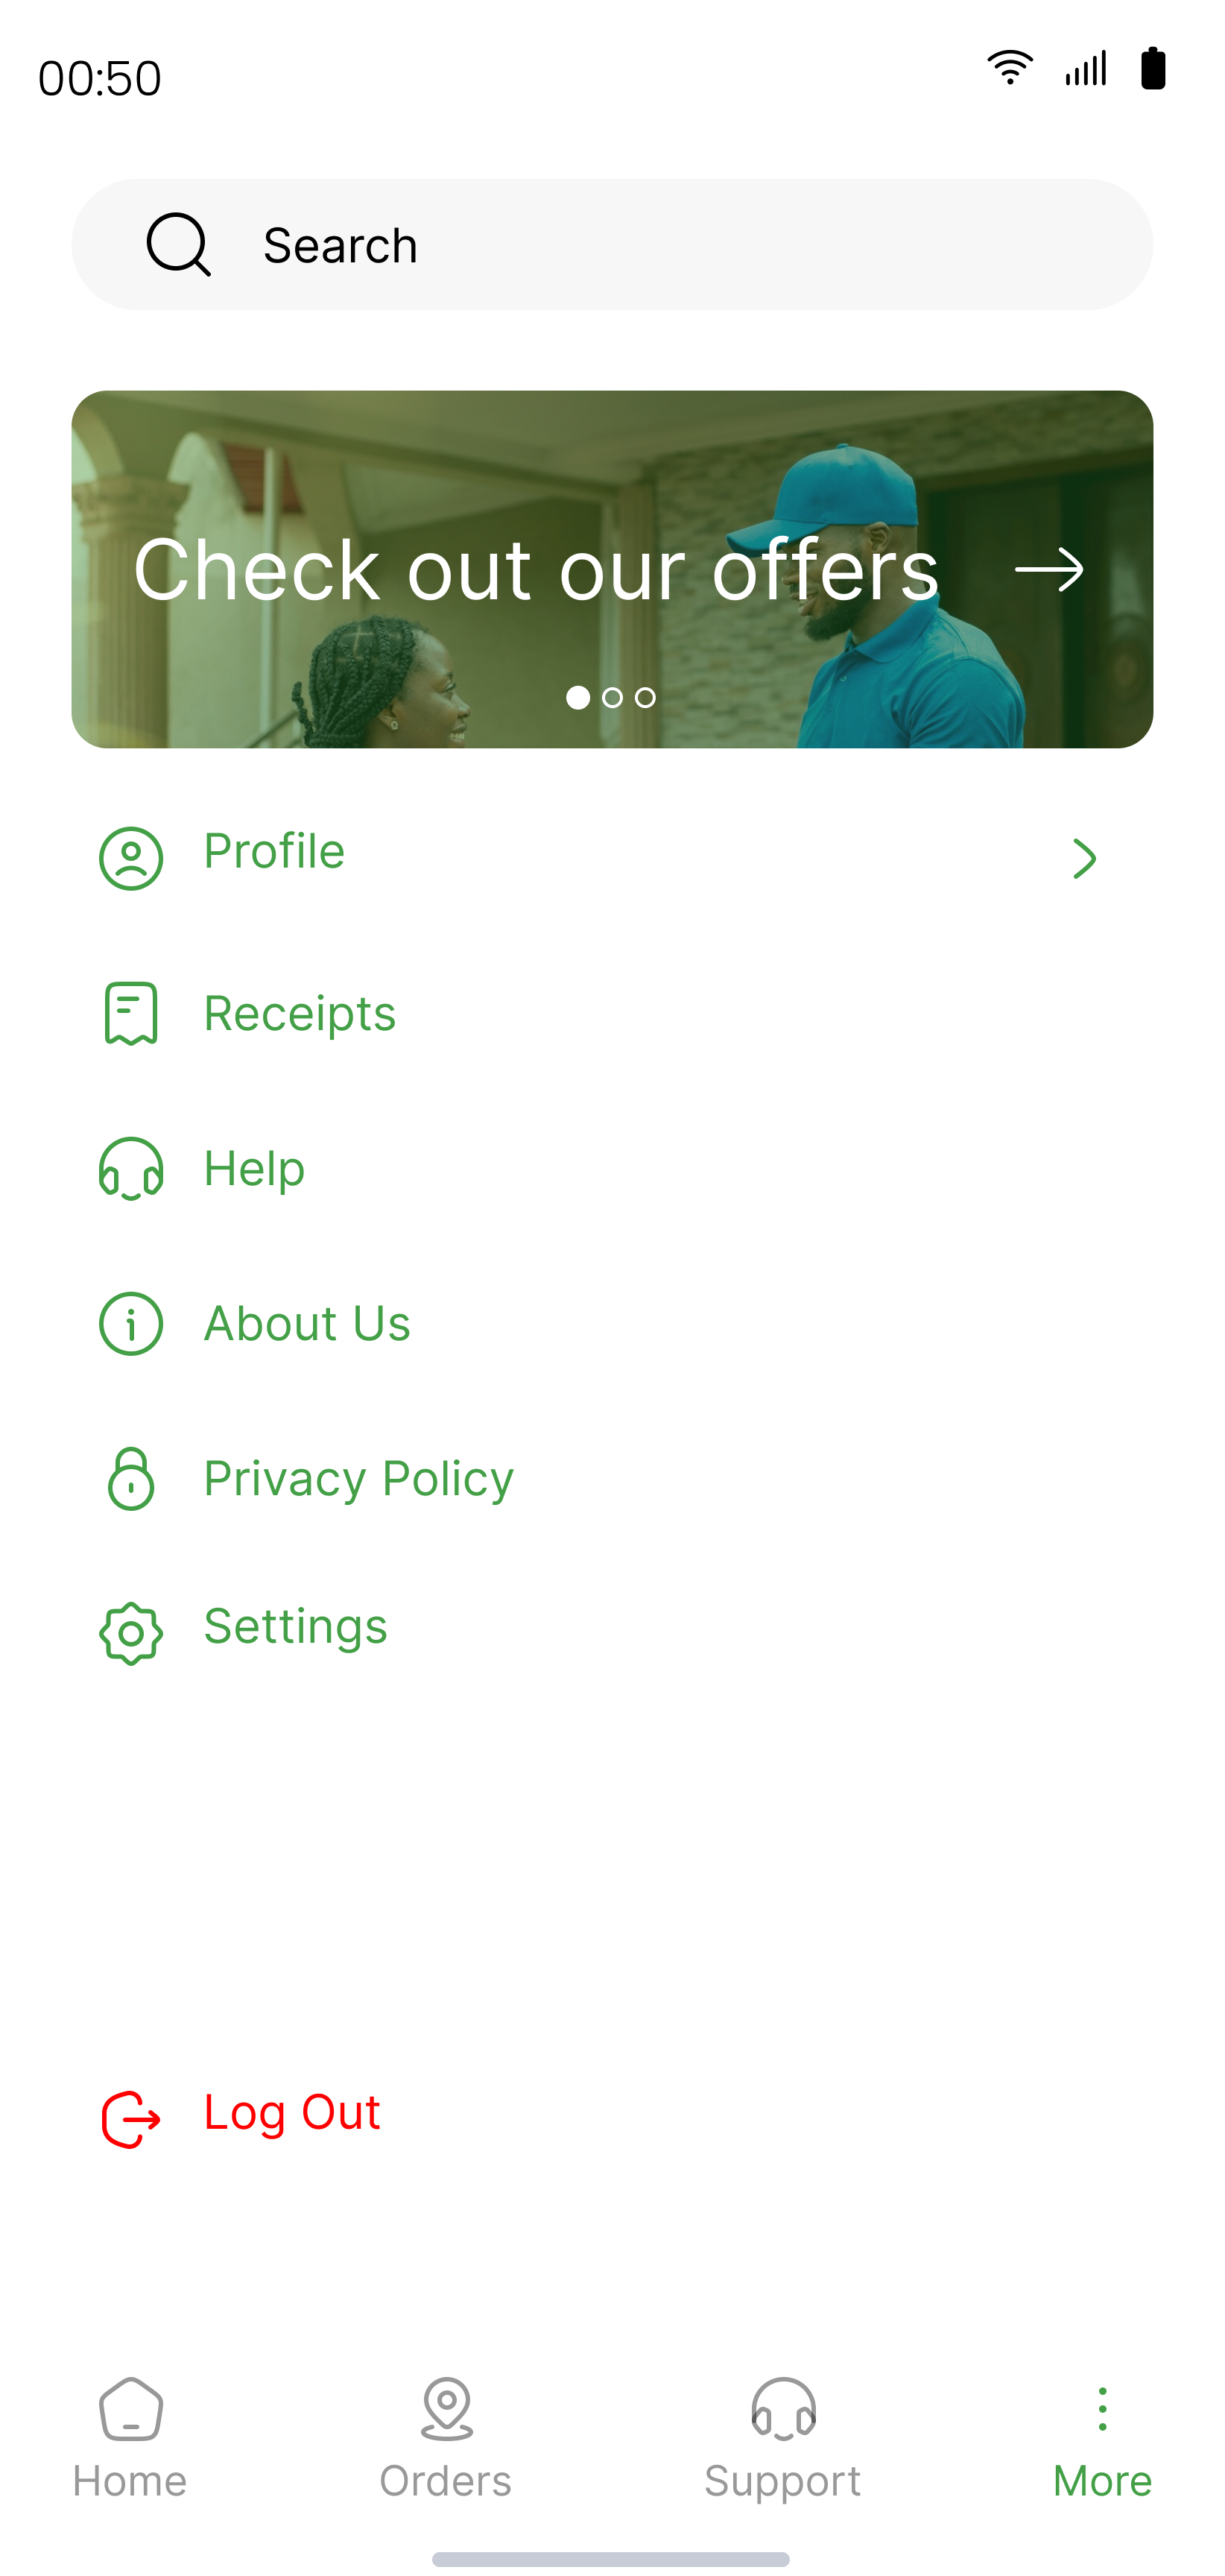 00:50
Search
Check out our offers
Profile
Receipts
Help
About Us
Privacy Policy
Settings
Log Out
Home
Orders
Support
More